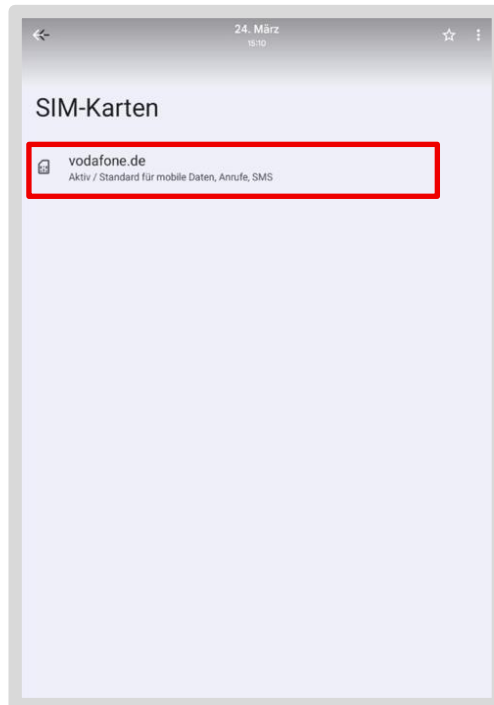 24. März
15:10
SIM-Karten
vodafone.de
Aktiv / Standard für mobile Daten, Anrufe, SMS